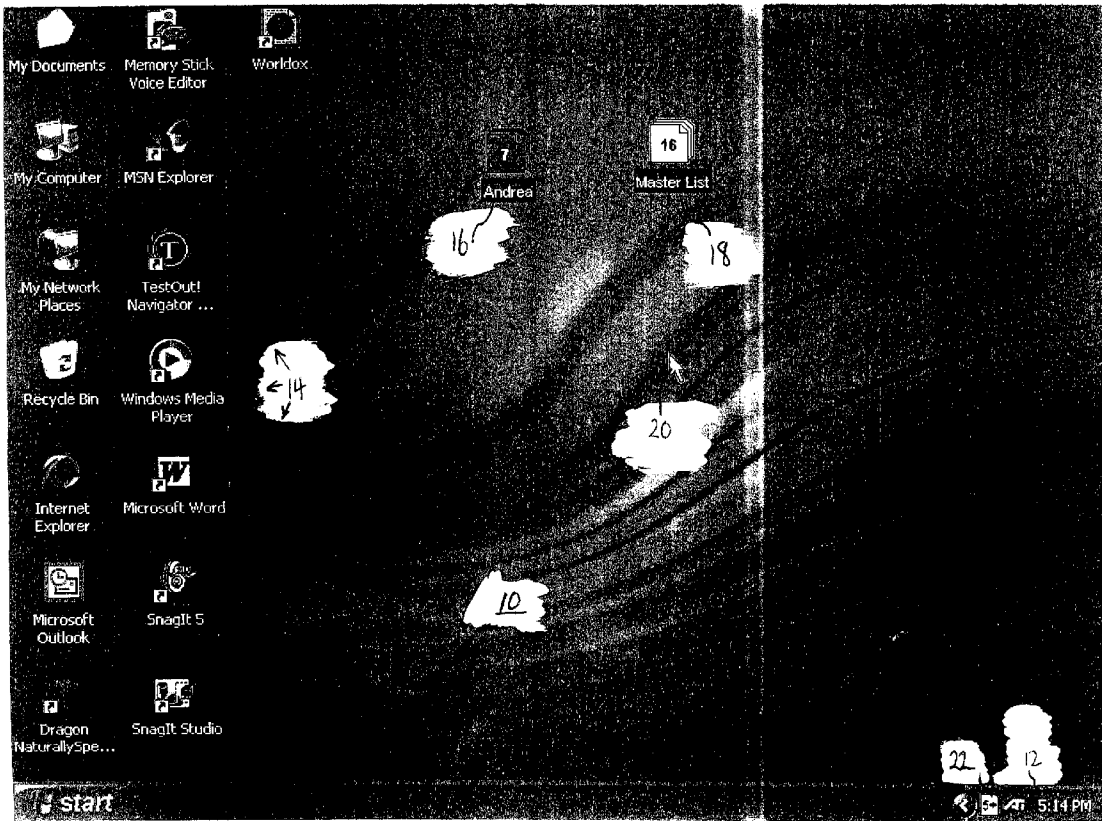 My Documents
Memory Stick
Voice Editor
Worldox
My Computer
MSN Explorer
7
Andrea
16
Master List
My Network
Places
T
TestOut!
Navigator ...
16
18
Recycle Bin
Windows Media
Player
14
20
Internet
Explorer
W
Microsoft Word
Microsoft
Outlook
SnagIt 5
10
Dragon
NaturallySpe...
SnagIt Studio
22
12
start
5
ATI
5:14 PM